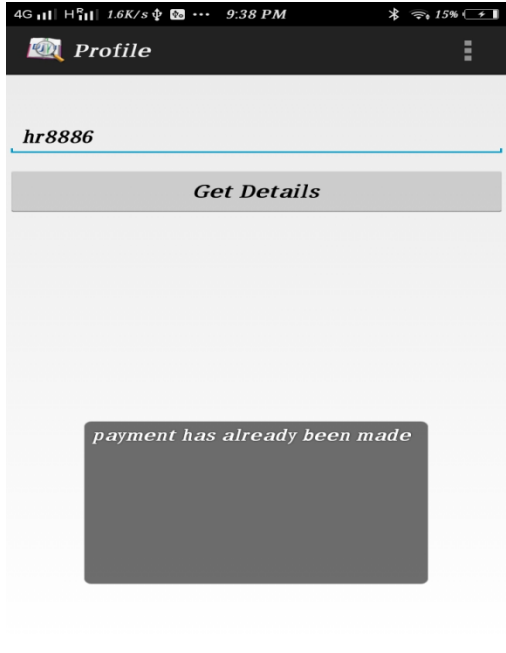 4G H R 1.6K/s 9:38 PM 15%
Profile
hr8886
Get Details
payment has already been made